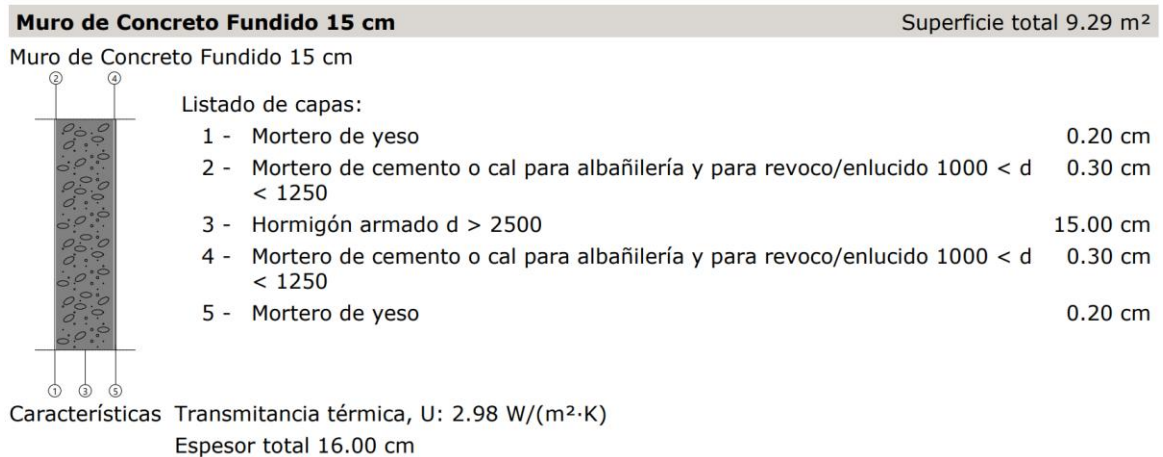 Muro de Concreto Fundido 15 cm Superficie total 9.29 m²
Muro de Concreto Fundido 15 cm
2 4
Listado de capas:
1 - Mortero de yeso 0.20 cm
2 - Mortero de cemento o cal para albañilería y para revoco/enlucido 1000 < d 0.30 cm
< 1250
3 - Hormigón armado d > 2500 15.00 cm
4 - Mortero de cemento o cal para albañilería y para revoco/enlucido 1000 < d 0.30 cm
< 1250
5 - Mortero de yeso 0.20 cm
1 3 5
Características Transmitancia térmica, U: 2.98 W/(m²·K)
Espesor total 16.00 cm